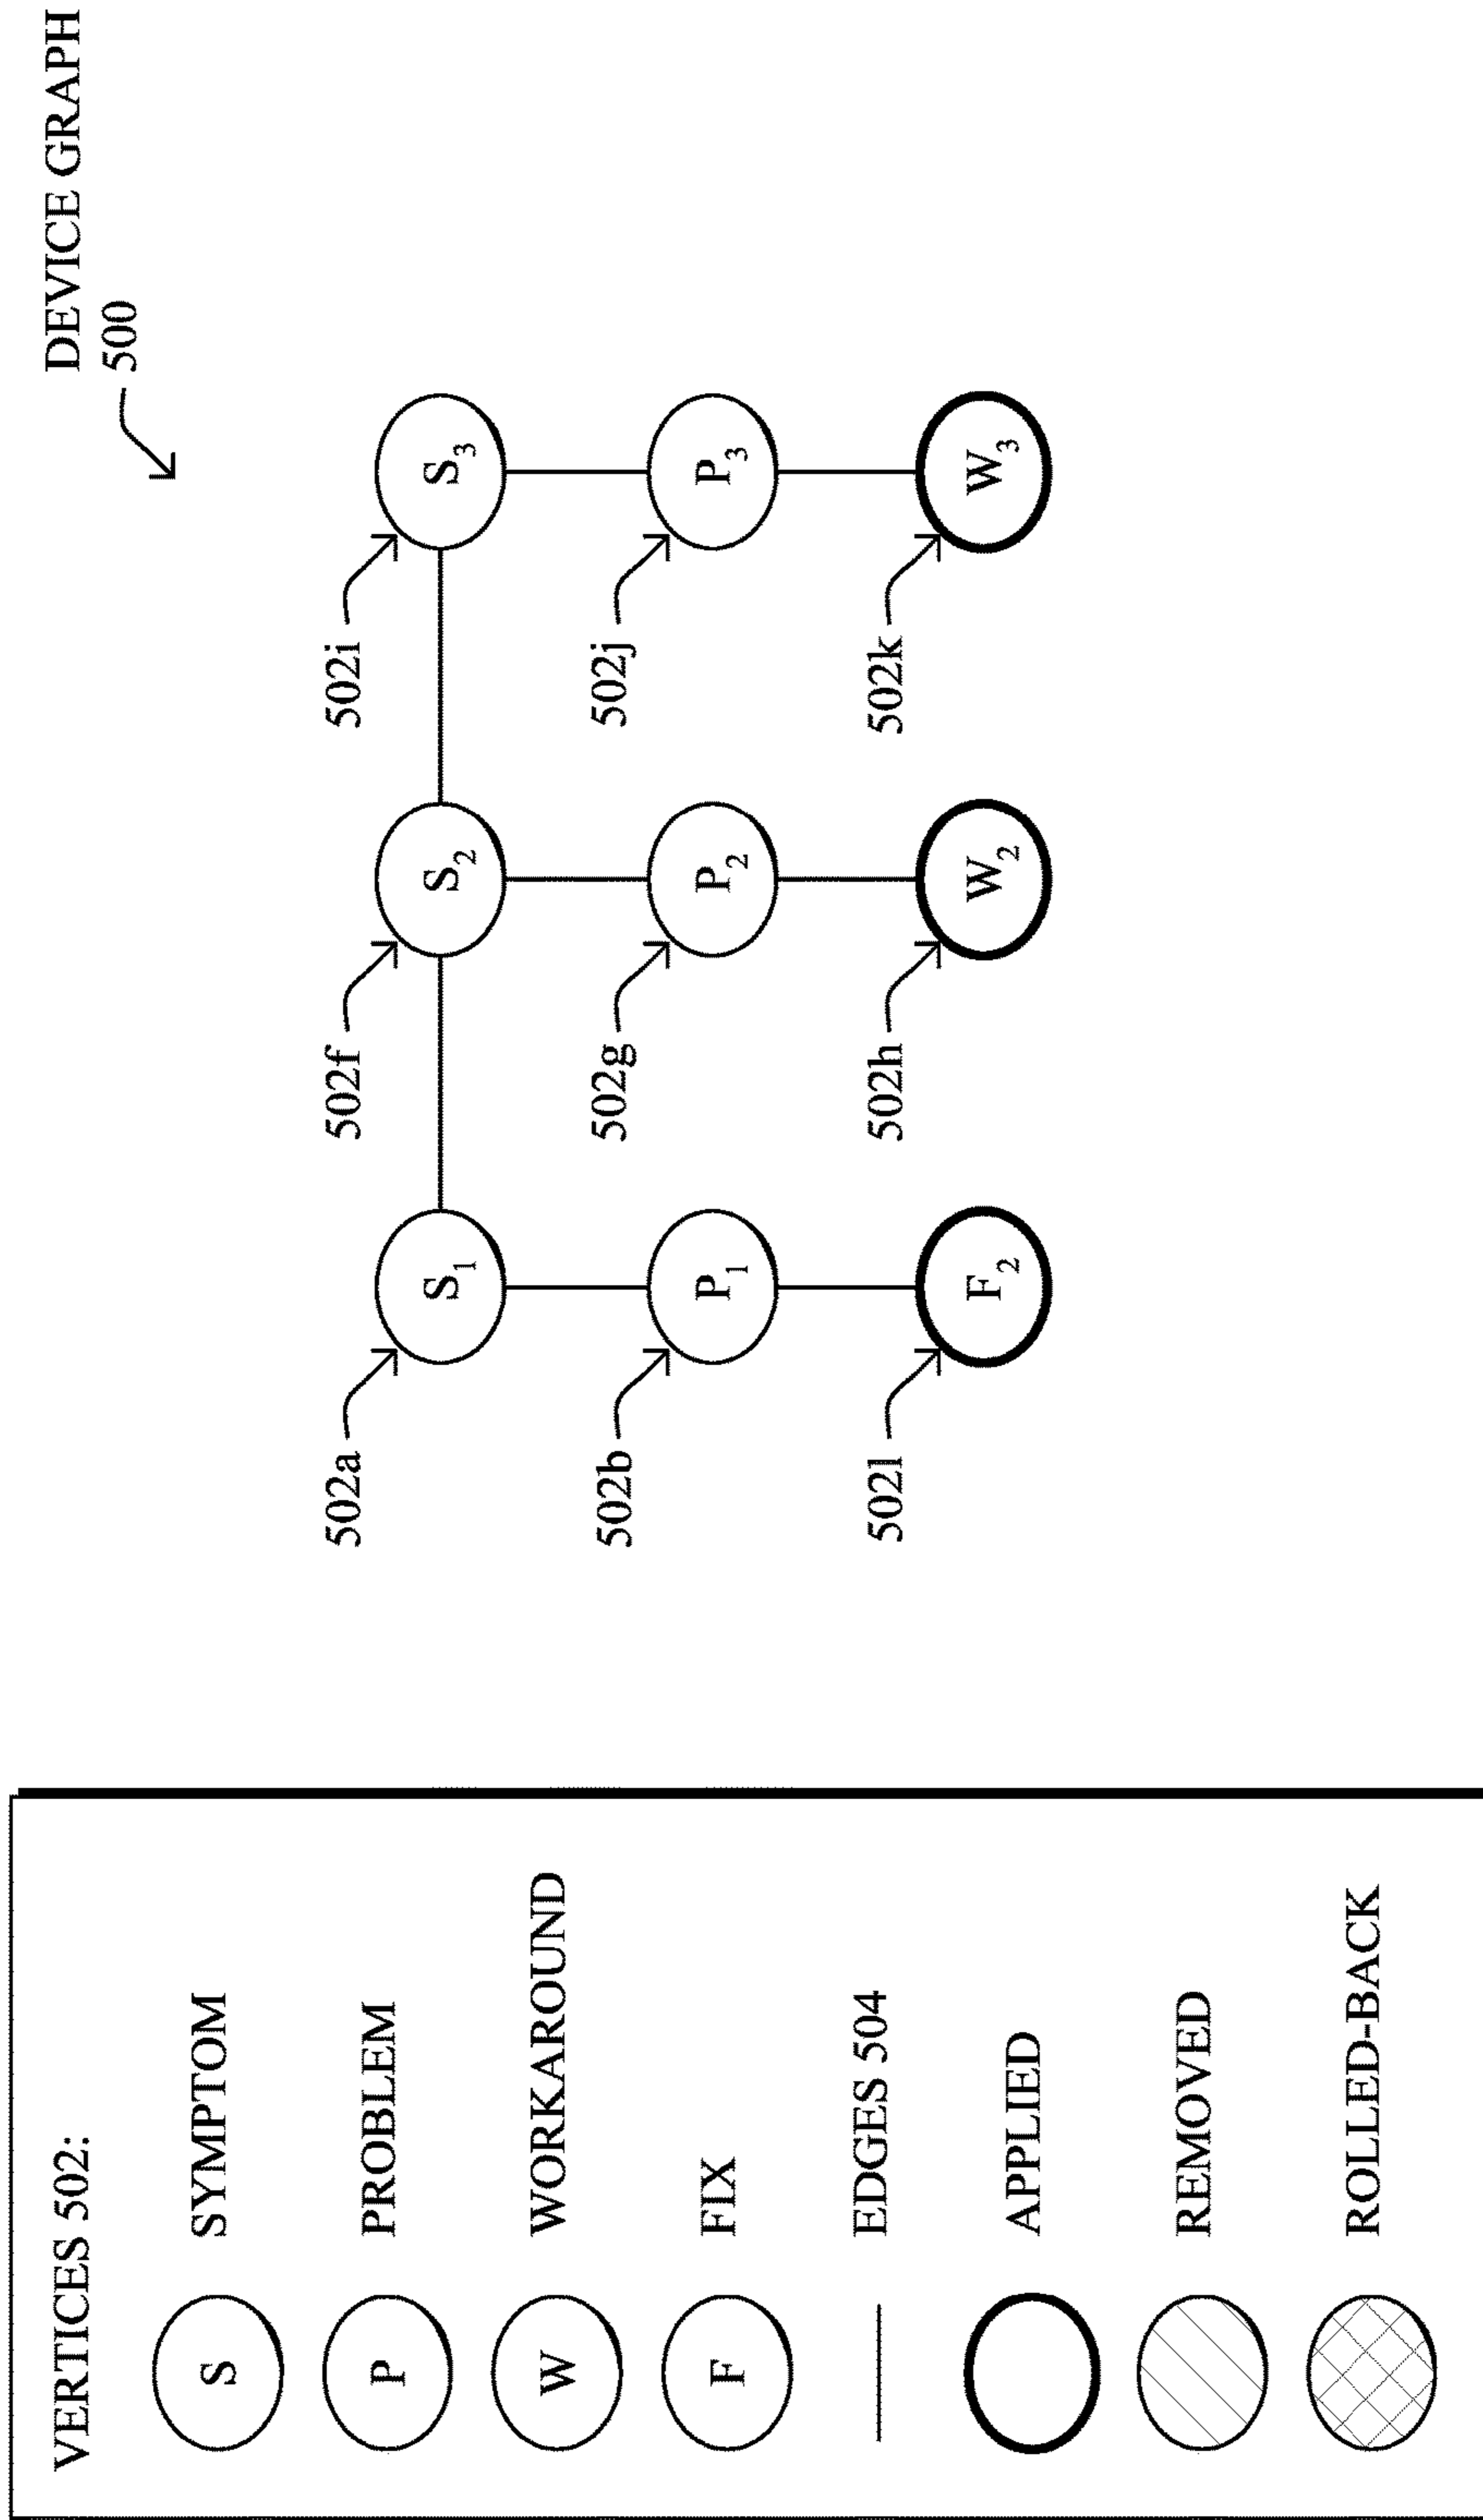 DEVICE GRAPH
500
502a
S1
502f
S2
502i
S3
502b
P1
502g
P2
502j
P3
502l
F2
502h
W2
502k
W3
VERTICES 502:
S SYMPTOM
P PROBLEM
W WORKAROUND
F FIX
EDGES 504
APPLIED
REMOVED
ROLLED-BACK